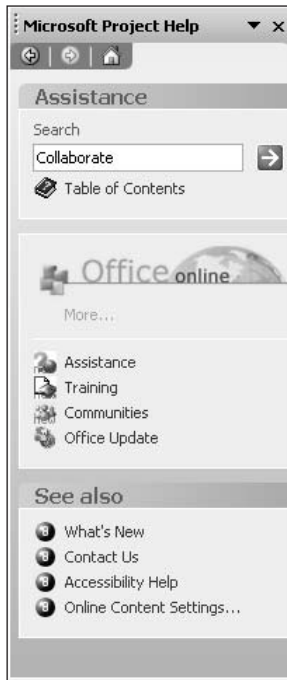 Microsoft Project Help
Assistance
Search
Collaborate
Table of Contents
Office online
More...
Assistance
Training
Communities
Office Update
See also
What's New
Contact Us
Accessibility Help
Online Content Settings...